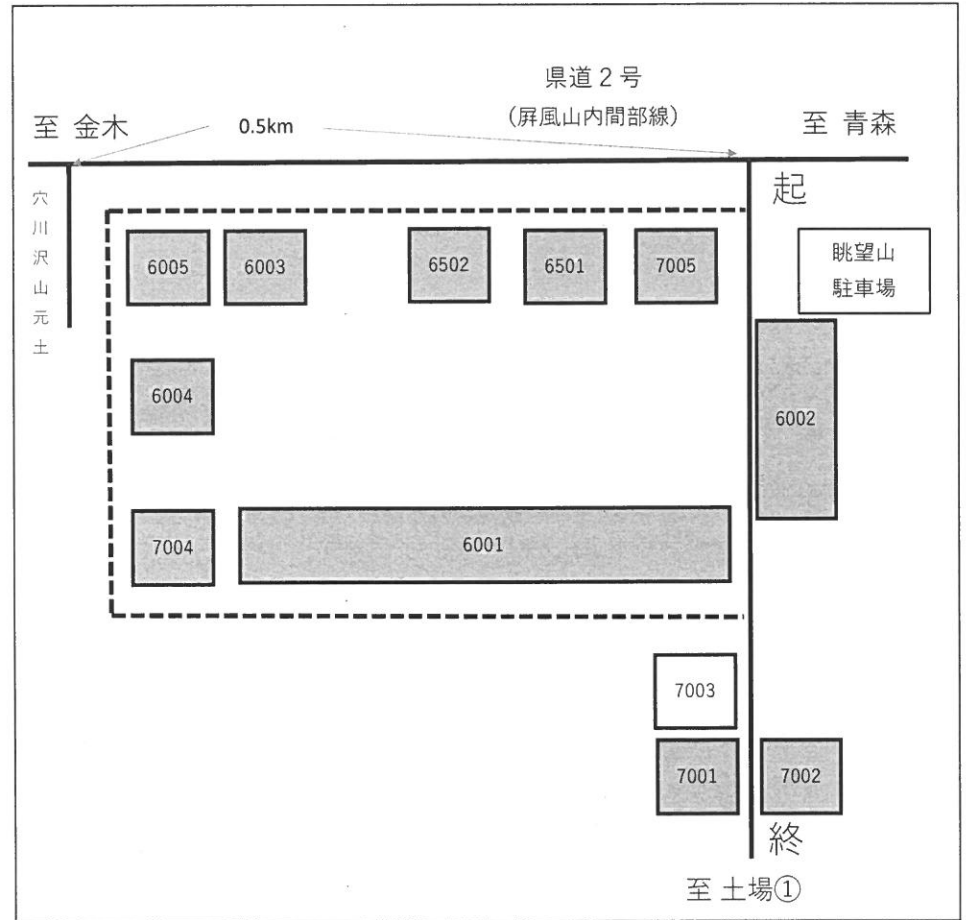 県道2号
(屛風山内間部線)
至 金木
0.5km
至 青森
起
穴川沢山元土
眺望山
駐車場
6005
6003
6502
6501
7005
6004
6002
7004
6001
7003
7001
7002
終
至 土場①